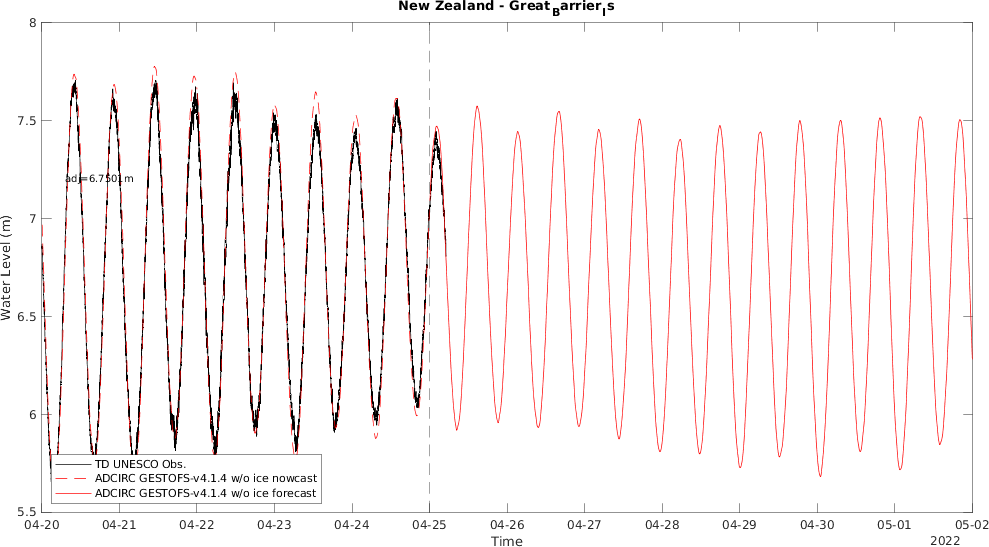 New Zealand - Great_Barrier_Is
8
7.5
adj=6.7501m
7
Water Level (m)
6.5
6
TD UNESCO Obs.
ADCIRC GESTOFS-v4.1.4 w/o ice nowcast
ADCIRC GESTOFS-v4.1.4 w/o ice forecast
5.5
04-20 04-21 04-22 04-23 04-24 04-25 04-26 04-27 04-28 04-29 04-30 05-01 05-02
Time
2022